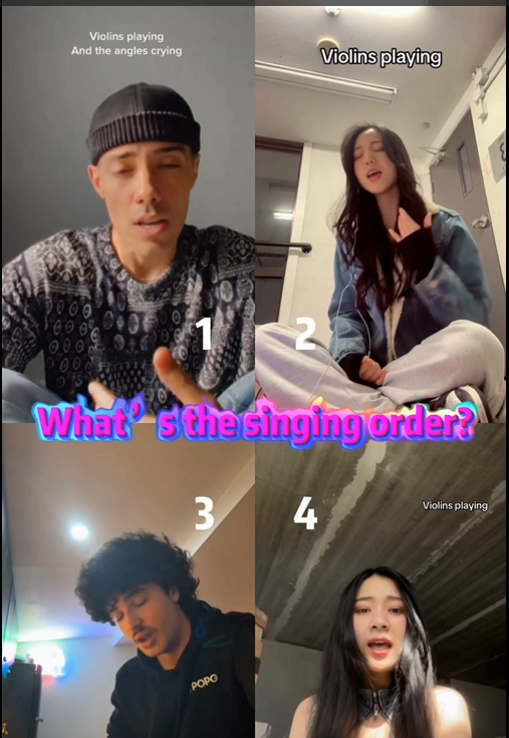 Violins playing
And the angles crying
Violins playing
1
2
What's the singing order?
3
4
Violins playing
POPG